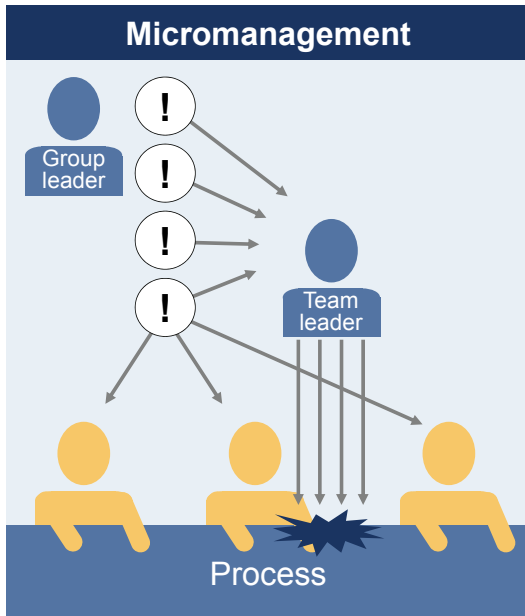 Micromanagement
!
Group
leader
!
!
!
Team
leader
Process